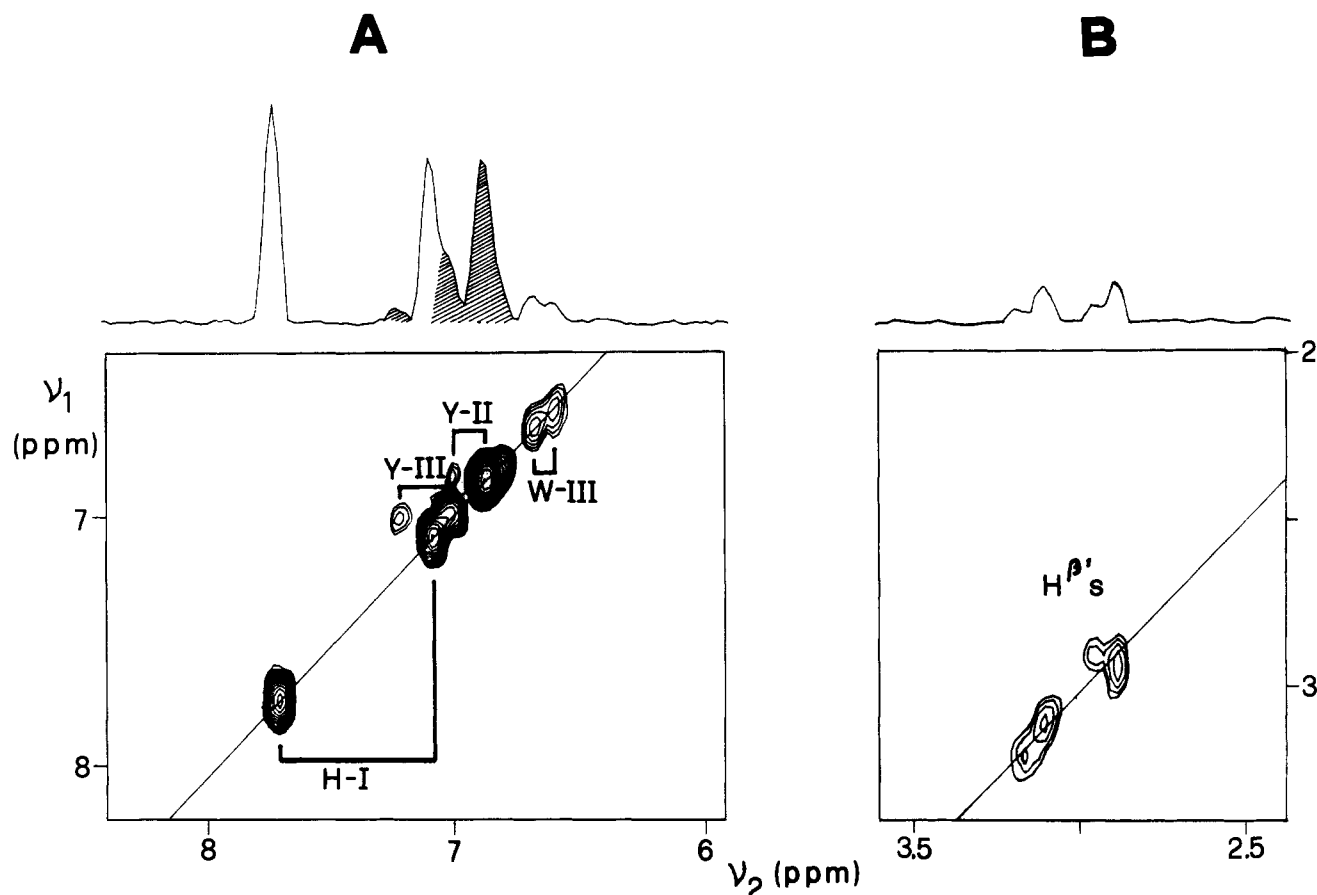 A
B
ν₁
(ppm)
Y-II
Y-III
W-III
H-I
7
8
8
7
6
ν₂ (ppm)
Hᵝ's
2
3
3.5
2.5